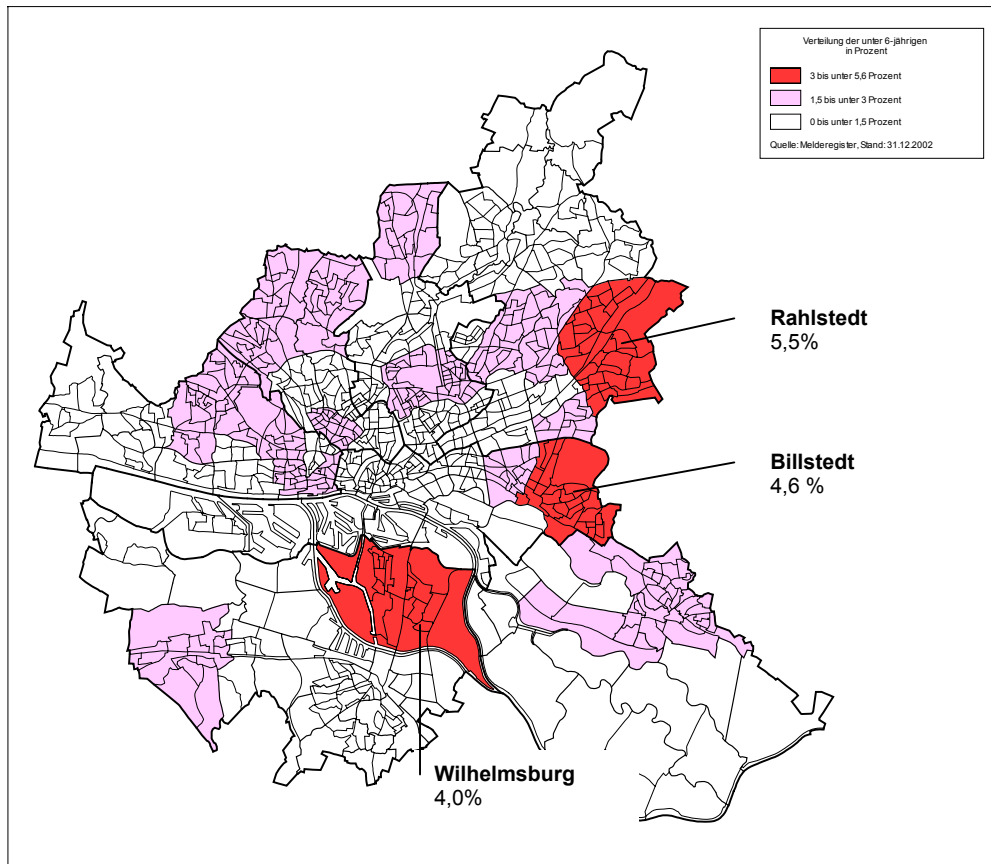 Verteilung der unter 6-jährigen
in Prozent
3 bis unter 5,6 Prozent
1,5 bis unter 3 Prozent
0 bis unter 1,5 Prozent
Quelle: Melderegister, Stand: 31.12.2002
Rahlstedt
5,5%
Billstedt
4,6 %
Wilhelmsburg
4,0%